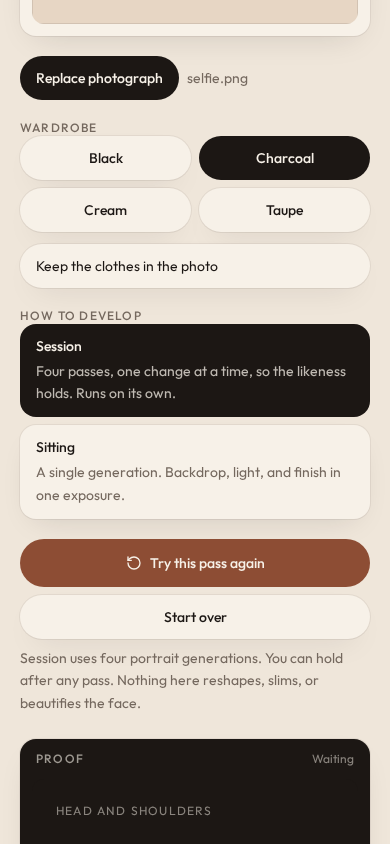 Replace photograph selfie.png
WARDROBE
Black
Charcoal
Cream
Taupe
Keep the clothes in the photo
HOW TO DEVELOP
Session
Four passes, one change at a time, so the likeness
holds. Runs on its own.
Sitting
A single generation. Backdrop, light, and finish in
one exposure.
Try this pass again
Start over
Session uses four portrait generations. You can hold
after any pass. Nothing here reshapes, slims, or
beautifies the face.
PROOF
Waiting
HEAD AND SHOULDERS